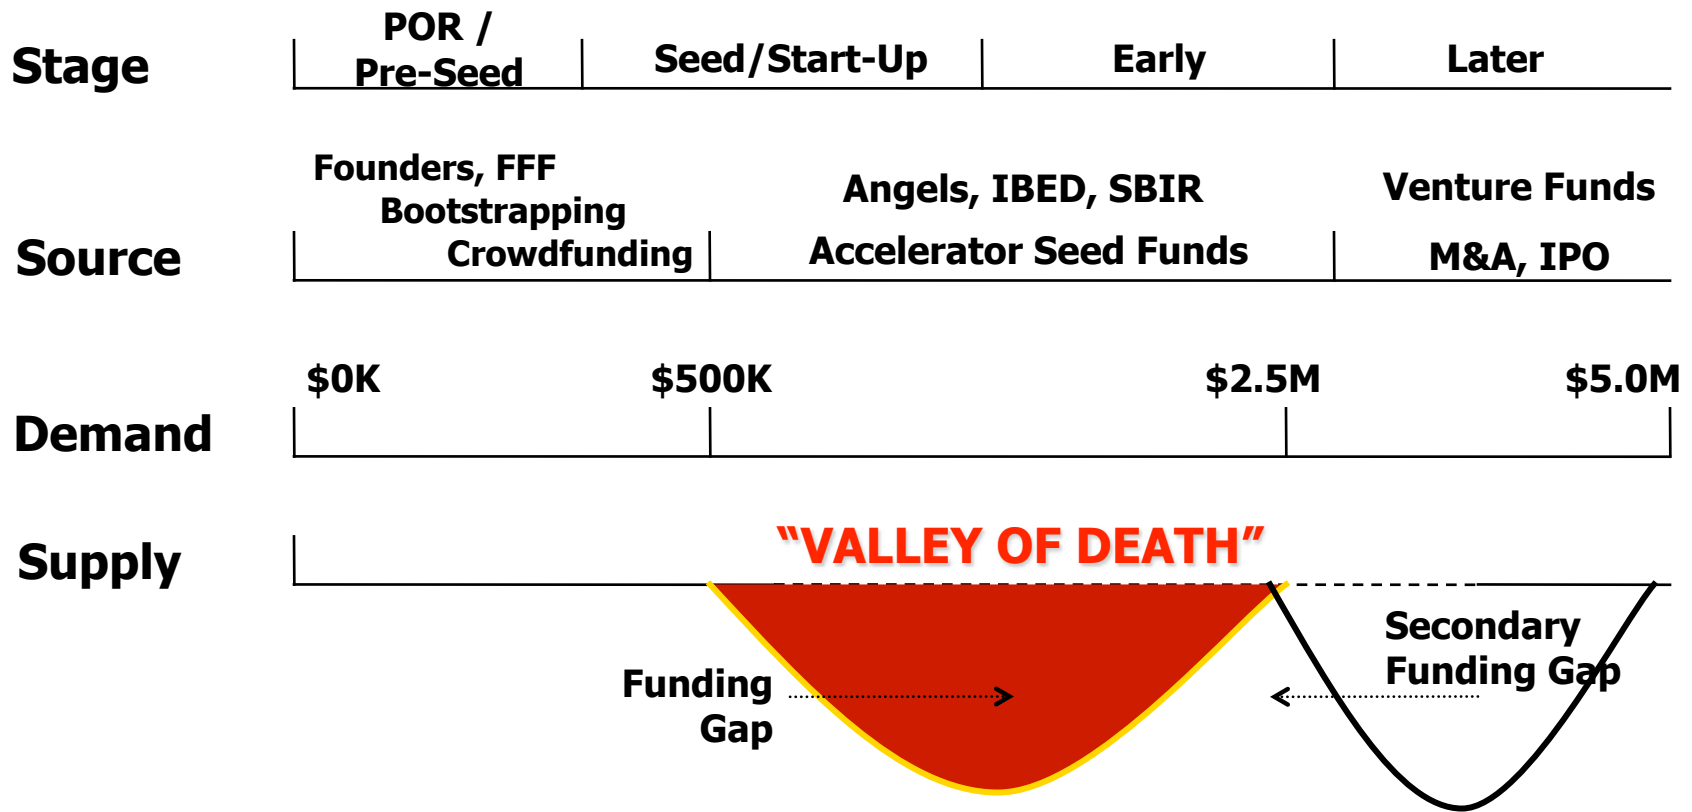 Stage
POR /
Pre-Seed
Seed/Start-Up
Early
Later
Source
Founders, FFF
Bootstrapping
Crowdfunding
Angels, IBED, SBIR
Accelerator Seed Funds
Venture Funds
M&A, IPO
Demand
$0K
$500K
$2.5M
$5.0M
Supply
“VALLEY OF DEATH”
Funding
Gap
Secondary
Funding Gap